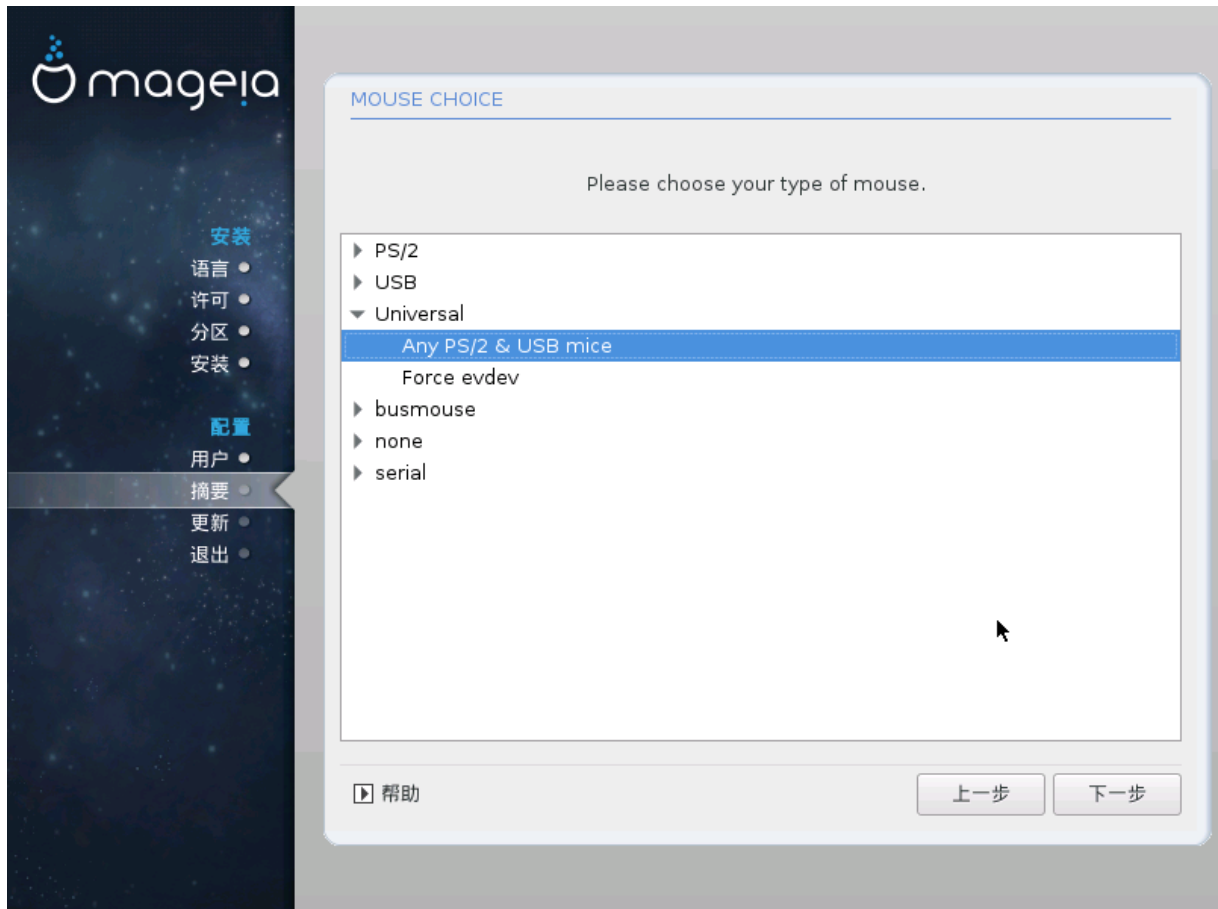 mageia
安装
语言
许可
分区
安装
配置
用户
摘要
更新
退出
MOUSE CHOICE
Please choose your type of mouse.
PS/2
USB
Universal
Any PS/2 & USB mice
Force evdev
busmouse
none
serial
帮助
上一步
下一步